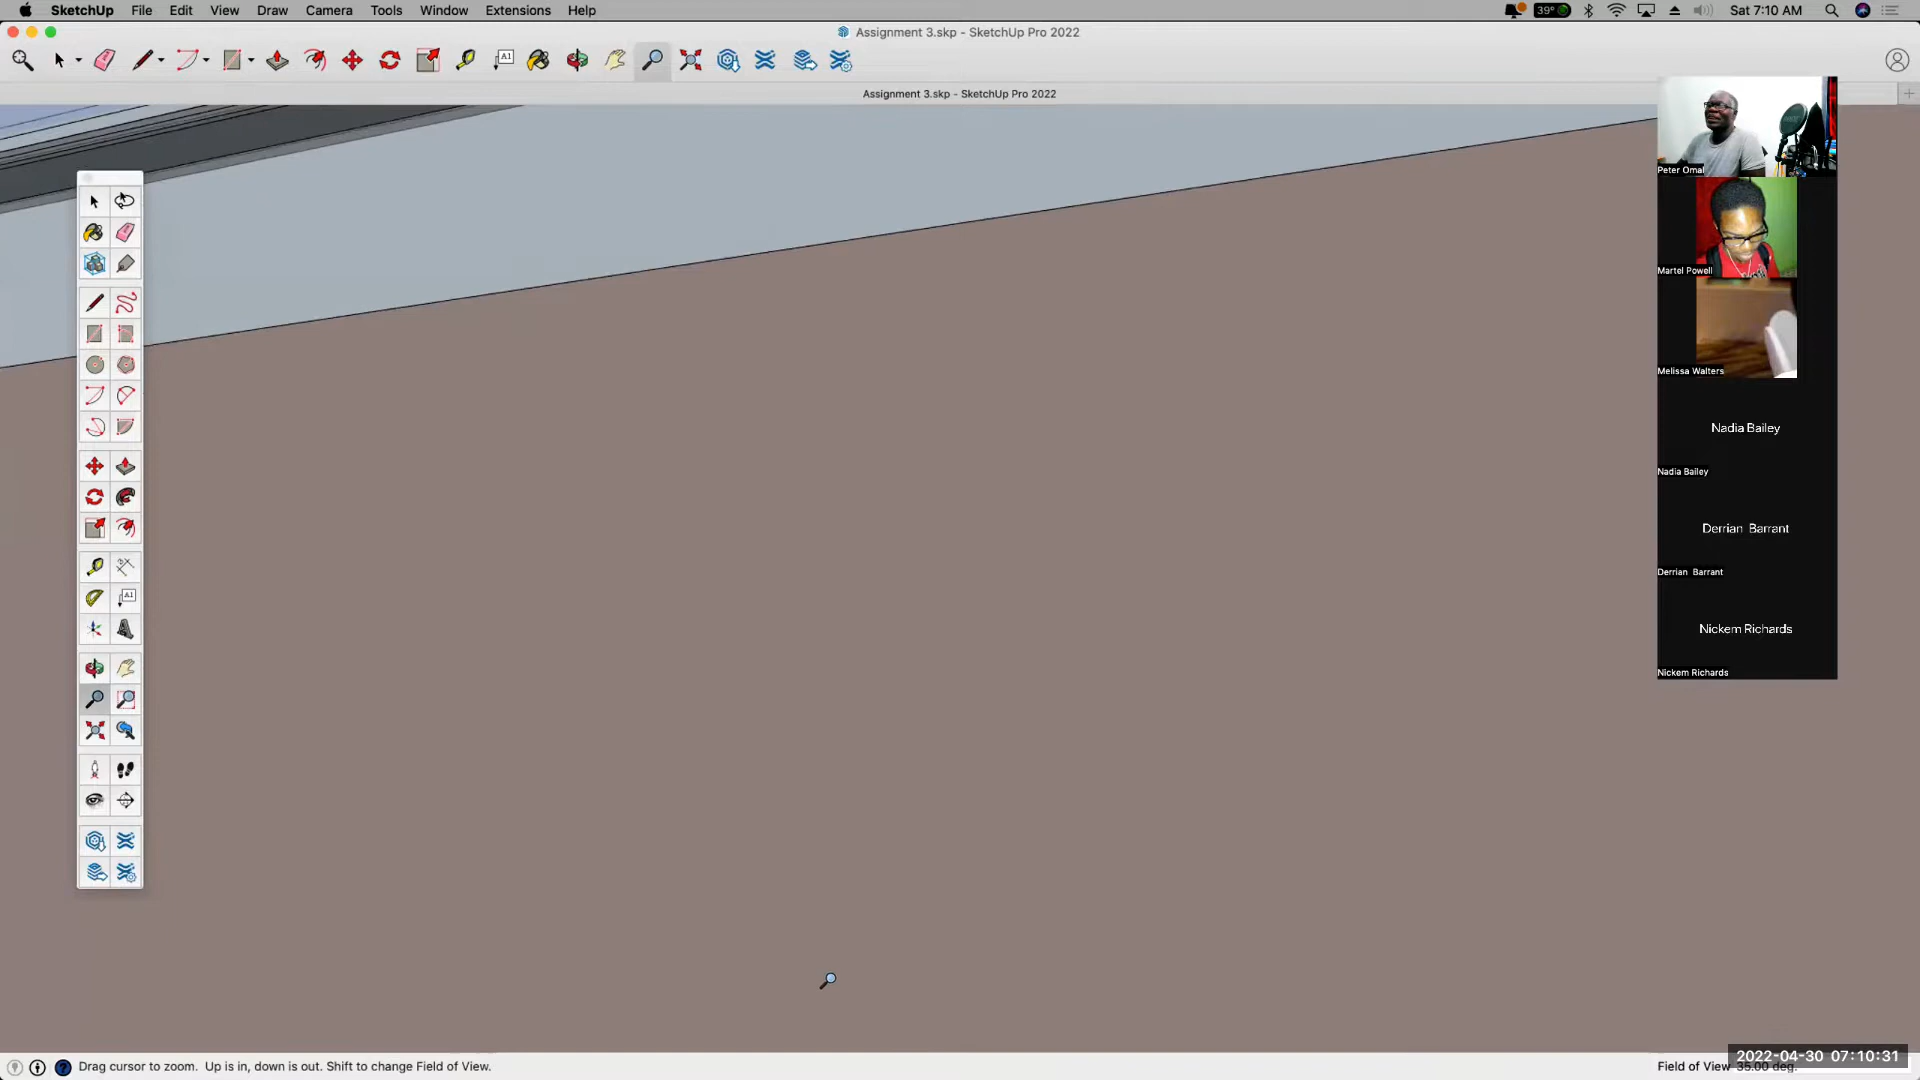 SketchUp File Edit View Draw Camera Tools Window Extensions Help 39° Sat 7:10 AM
Assignment 3.skp - SketchUp Pro 2022
A1
Assignment 3.skp - SketchUp Pro 2022
Peter Omal
Martel Powell
Melissa Walters
Nadia Bailey
Nadia Bailey
Derrian Barrant
Derrian Barrant
A1
Nickem Richards
Nickem Richards
Drag cursor to zoom. Up is in, down is out. Shift to change Field of View. Field of View 35.00 deg.
2022-04-30 07:10:31